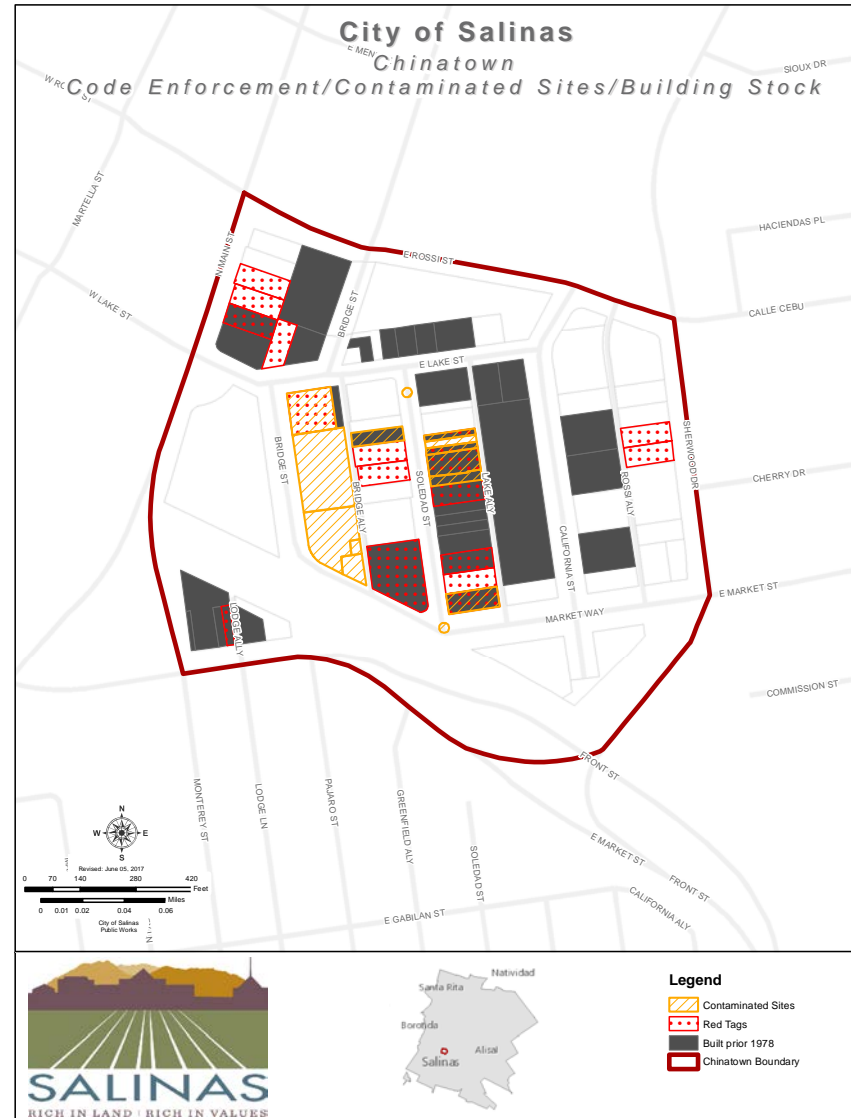 City of Salinas
Chinatown
Code Enforcement/Contaminated Sites/Building Stock
SIOUX DR
MARTELLA ST
HACIENDAS PL
N MAIN ST
E ROSSI ST
W LAKE ST
BRIDGE ST
CALLE CEBU
E LAKE ST
BRIDGE ST
BRIDGE ALY
SOLEDAD ST
LAKE ALY
CALIFORNIA ST
ROSSI ALY
SHERWOOD DR
CHERRY DR
LODGE ALLY
MARKET WAY
E MARKET ST
COMMISSION ST
FRONT ST
MONTEREY ST
LODGE LN
PAJARO ST
GREENFIELD ALY
SOLEDAD ST
E MARKET ST
FRONT ST
CALIFORNIA ALY
E GABILAN ST
N
W E
S
Revised: June 05, 2017
0 70 140 280 420
Feet
Miles
0 0.01 0.02 0.04 0.06
City of Salinas
Public Works
SALINAS
RICH IN LAND | RICH IN VALUES
Natividad
Santa Rita
Boronda
Alisal
Salinas
Legend
Contaminated Sites
Red Tags
Built prior 1978
Chinatown Boundary